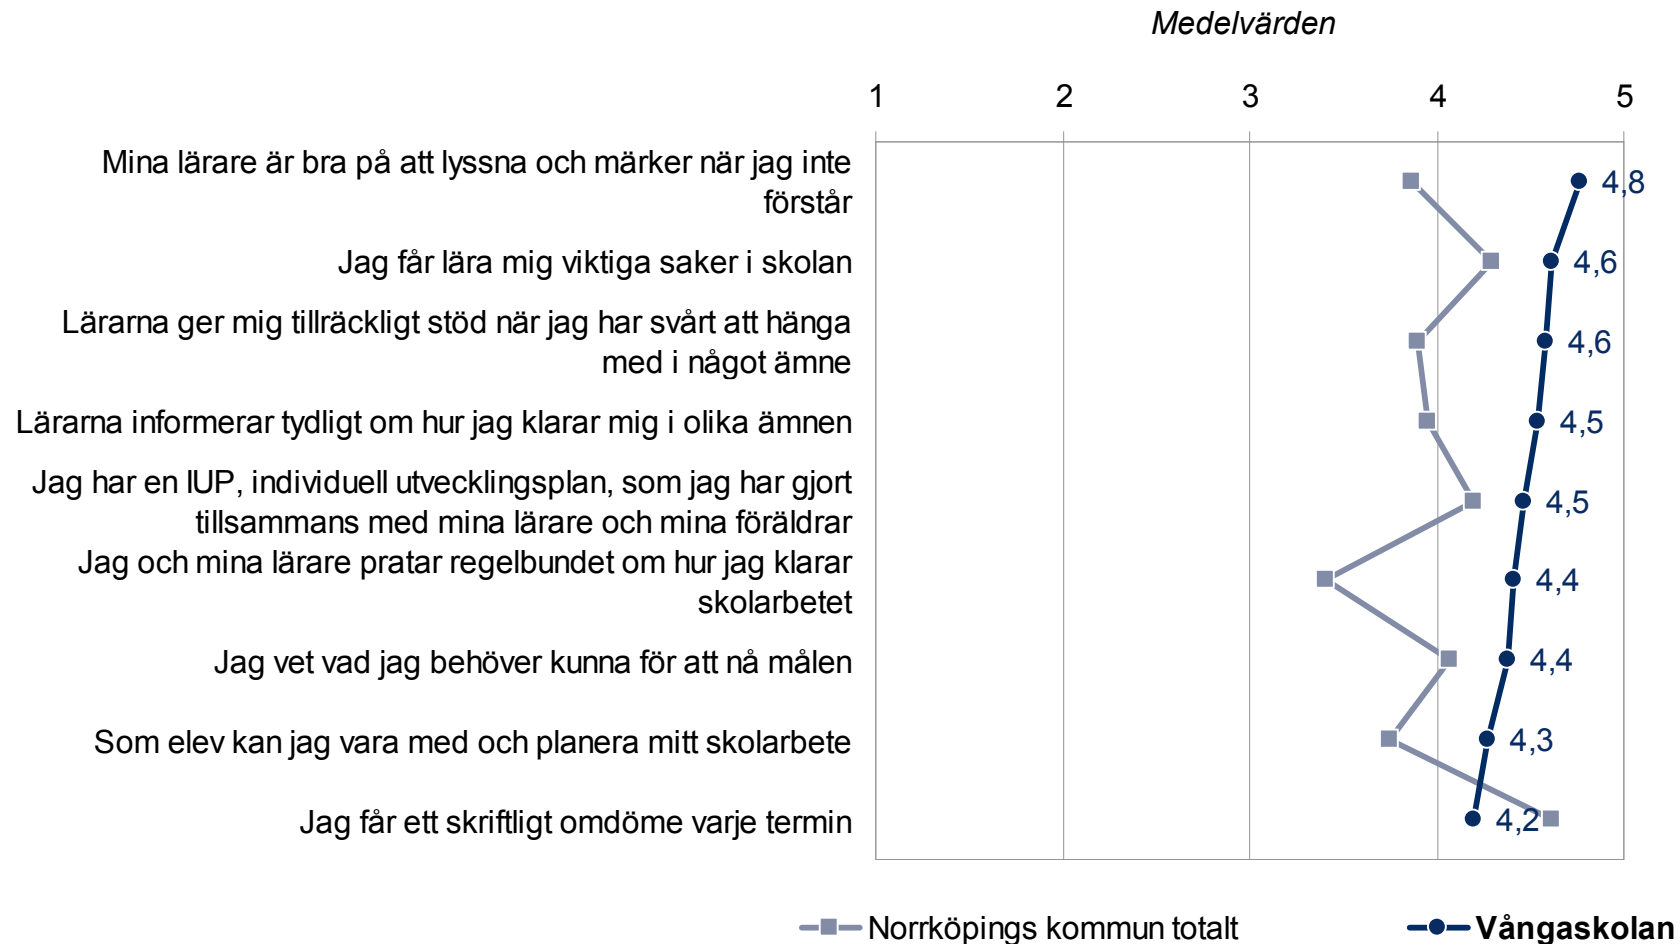 Medelvärden
1 2 3 4 5
Mina lärare är bra på att lyssna och märker när jag inte
förstår
4,8
Jag får lära mig viktiga saker i skolan
4,6
Lärarna ger mig tillräckligt stöd när jag har svårt att hänga
med i något ämne
4,6
Lärarna informerar tydligt om hur jag klarar mig i olika ämnen
4,5
Jag har en IUP, individuell utvecklingsplan, som jag har gjort
tillsammans med mina lärare och mina föräldrar
4,5
Jag och mina lärare pratar regelbundet om hur jag klarar
skolarbetet
4,4
Jag vet vad jag behöver kunna för att nå målen
4,4
Som elev kan jag vara med och planera mitt skolarbete
4,3
Jag får ett skriftligt omdöme varje termin
4,2
Norrköpings kommun totalt
Vångaskolan